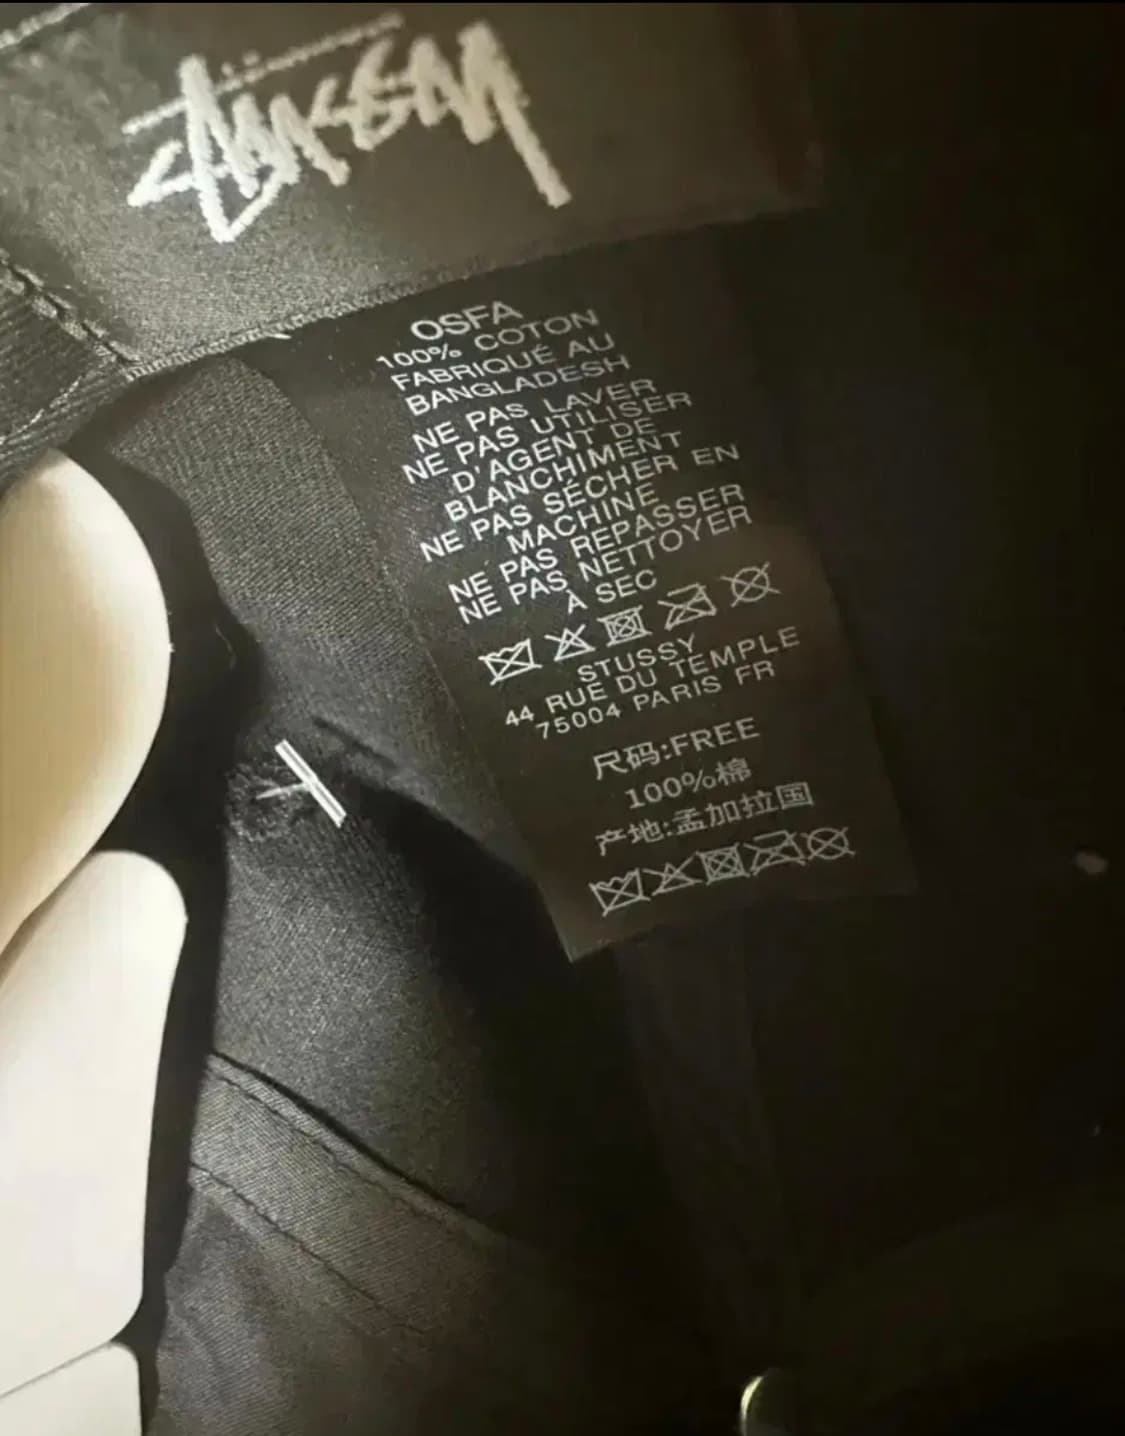 Stüssy
OSFA
100% COTON
FABRIQUÉ AU
BANGLADESH
NE PAS LAVER
NE PAS UTILISER
D'AGENT DE
BLANCHIMENT
NE PAS SÉCHER EN
MACHINE
NE PAS REPASSER
NE PAS NETTOYER
À SEC
STUSSY
44 RUE DU TEMPLE
75004 PARIS FR
尺码:FREE
100%棉
产地:孟加拉国